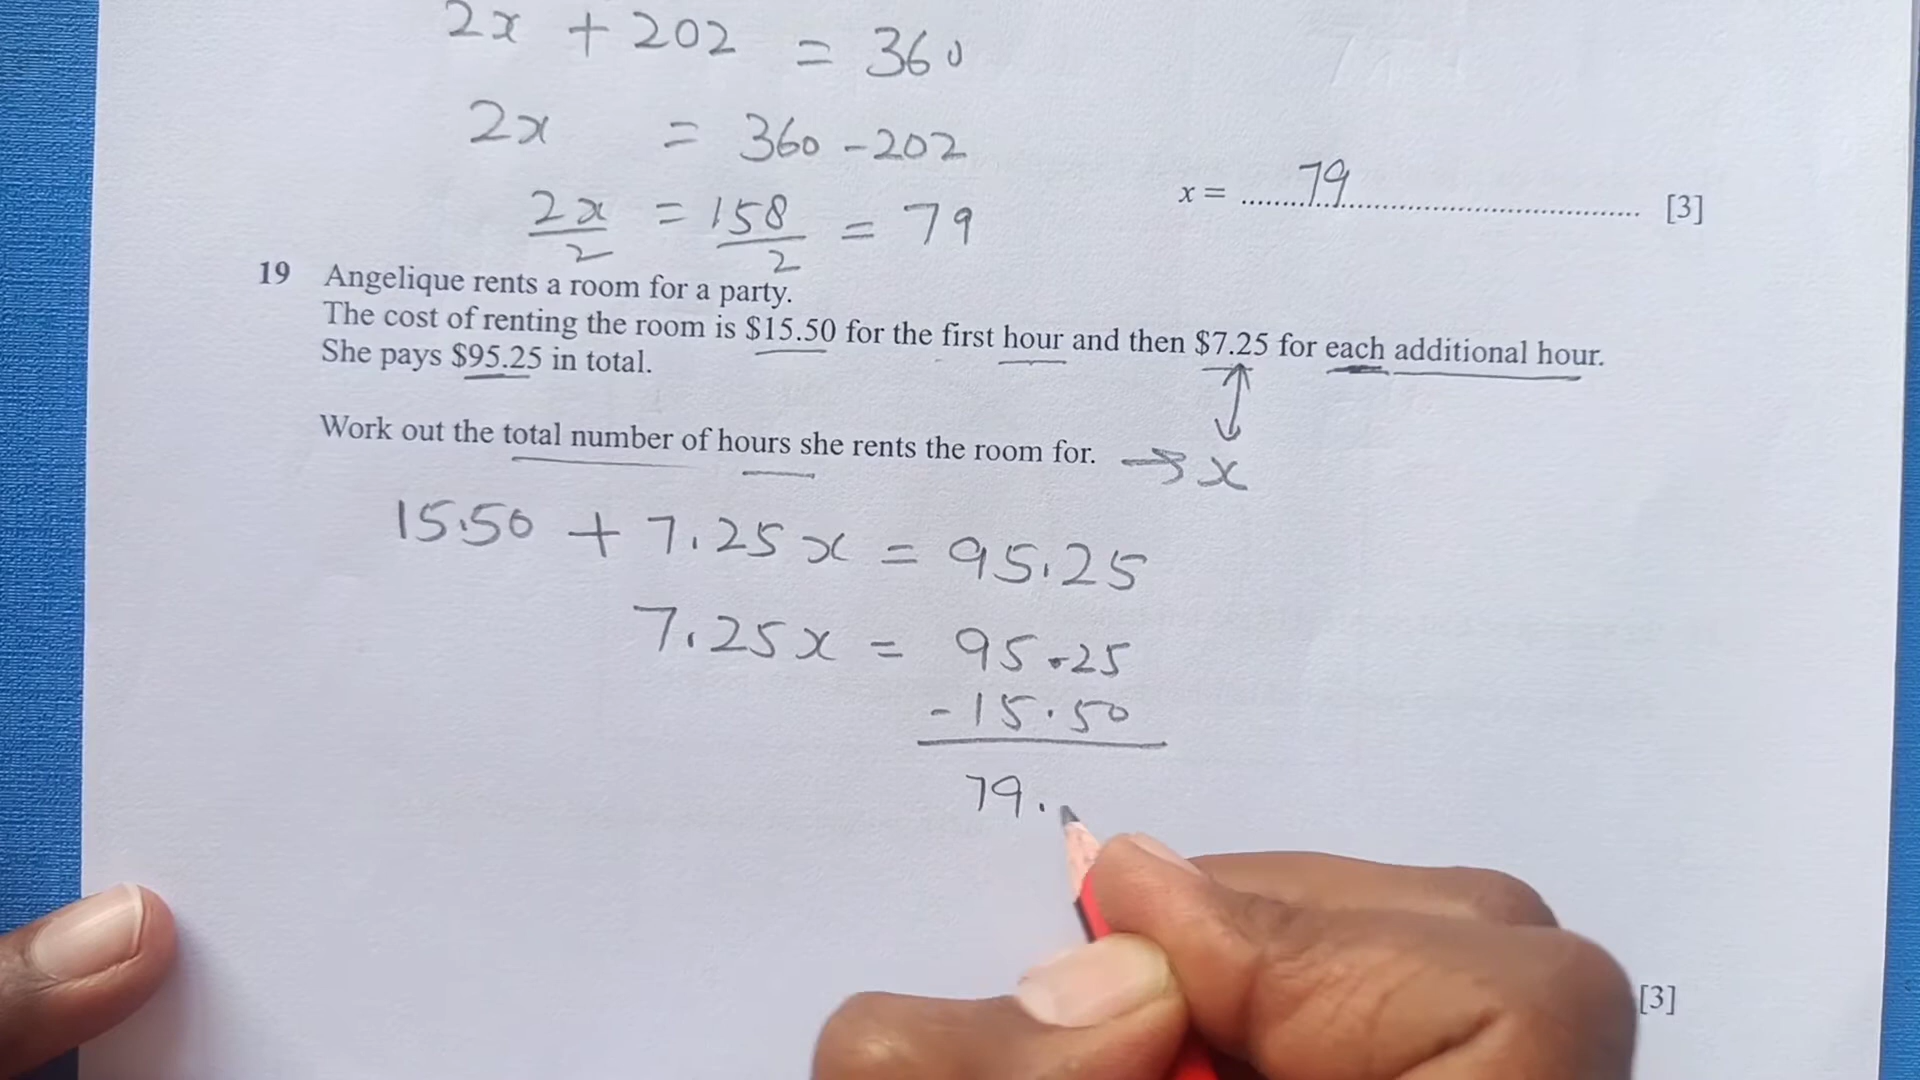 2x + 202 = 360
2x = 360 - 202
2x/2 = 158/2 = 79
x = ....79.................................... [3]
19 Angelique rents a room for a party.
The cost of renting the room is $15.50 for the first hour and then $7.25 for each additional hour.
She pays $95.25 in total.
Work out the total number of hours she rents the room for. → x
15.50 + 7.25x = 95.25
7.25x = 95.25
- 15.50
79.
[3]